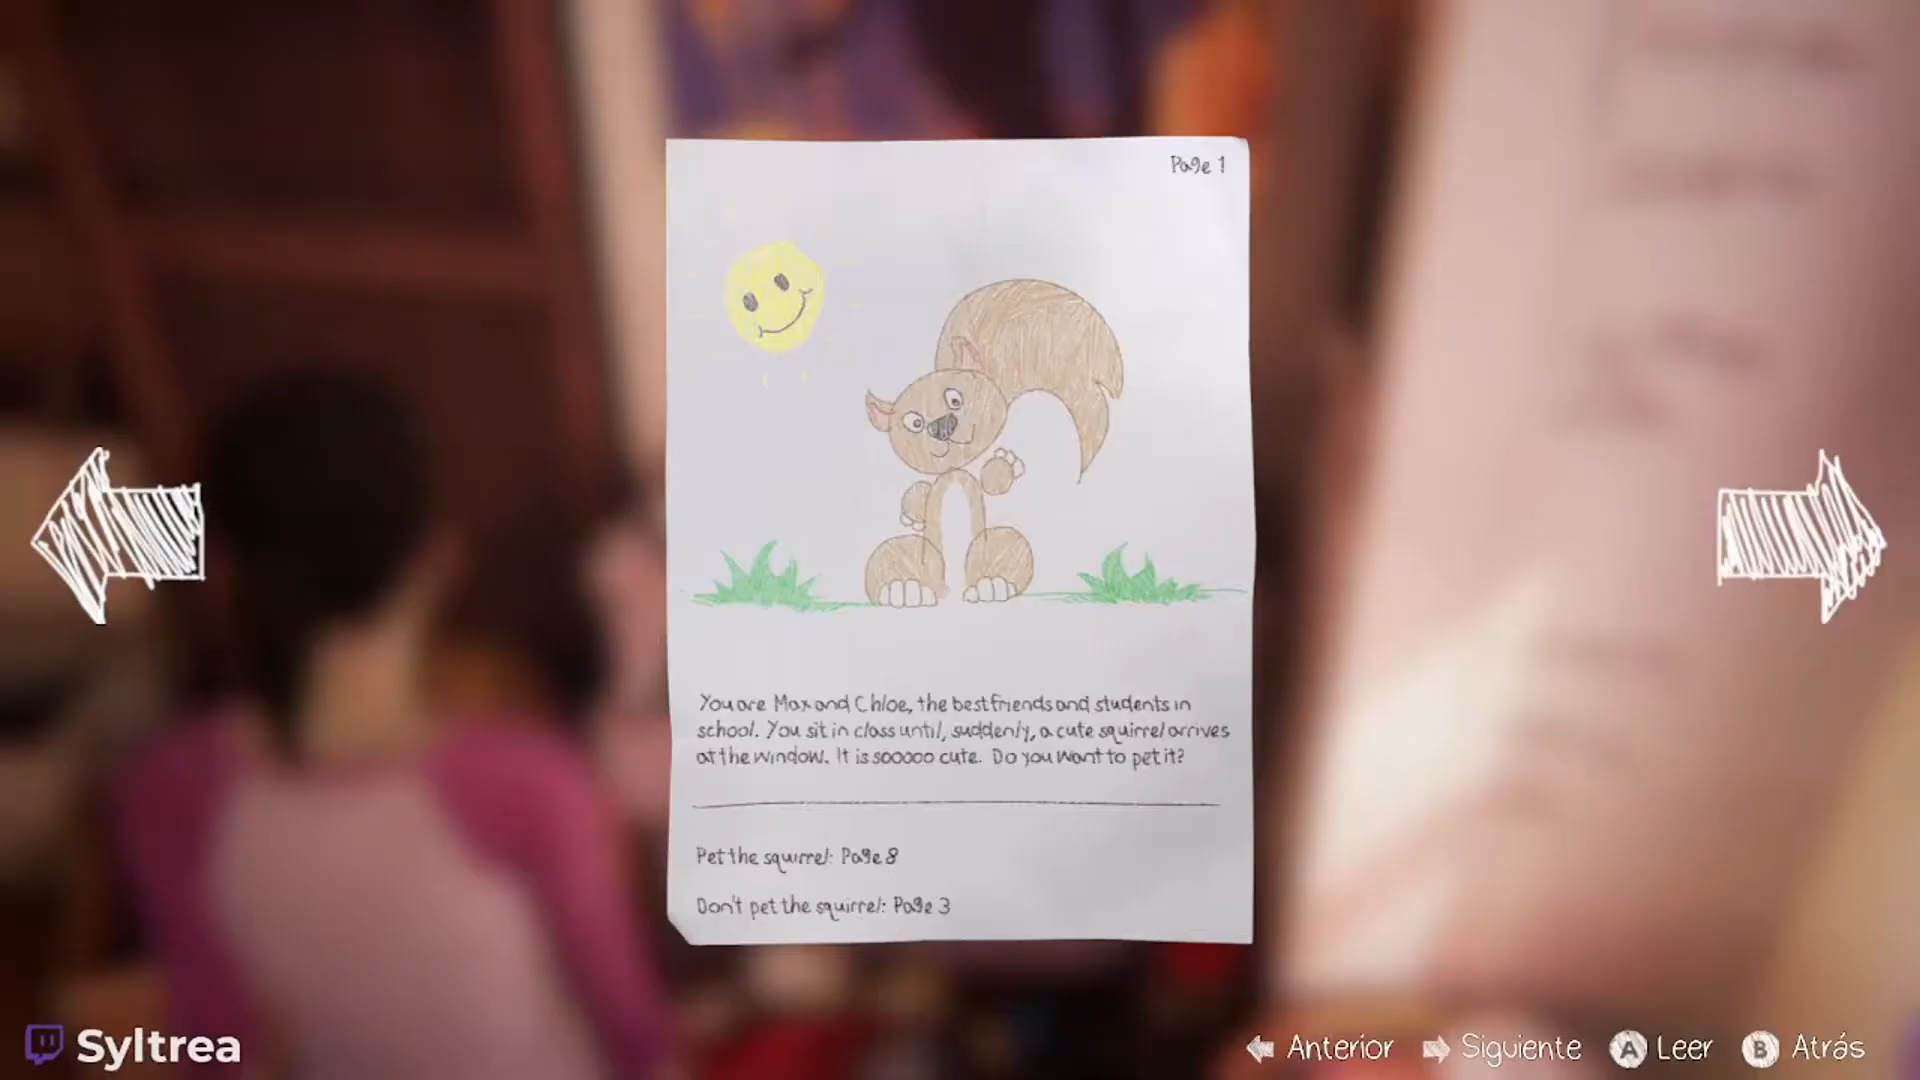 Page 1
You are Max and Chloe, the best friends and students in
school. You sit in class until, suddenly, a cute squirrel arrives
at the window. It is sooooo cute. Do you want to pet it?
Pet the squirrel: Page 8
Don't pet the squirrel: Page 3
Syltrea
Anterior
Siguiente
A Leer
B Atrás